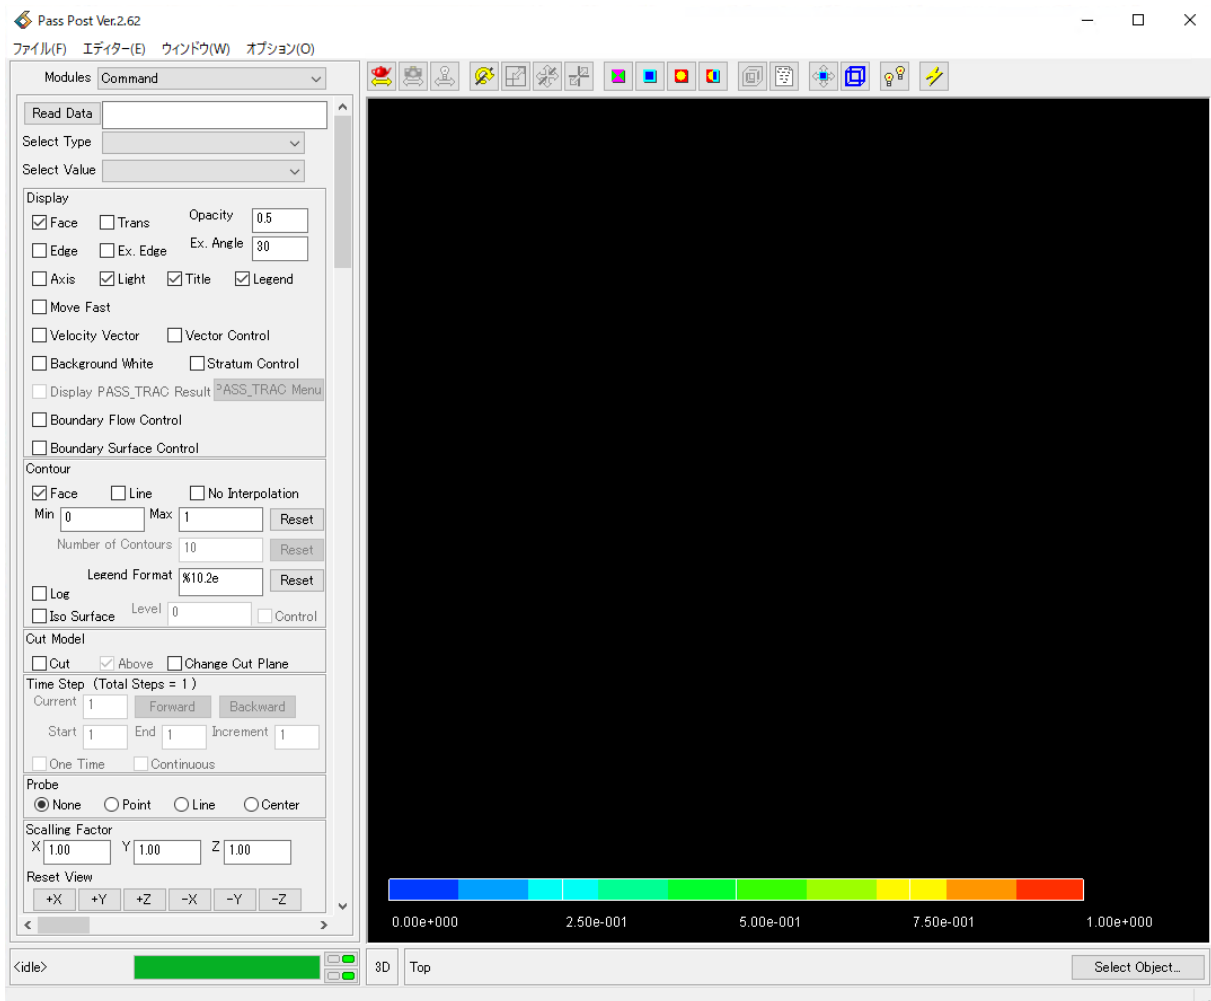 Pass Post Ver.2.62
ファイル(F) エディター(E) ウィンドウ(W) オプション(O)
Modules Command
Read Data
Select Type
Select Value
Display
Face Trans Opacity 0.5
Edge Ex. Edge Ex. Angle 30
Axis Light Title Legend
Move Fast
Velocity Vector Vector Control
Background White Stratum Control
Display PASS_TRAC Result PASS_TRAC Menu
Boundary Flow Control
Boundary Surface Control
Contour
Face Line No Interpolation
Min 0 Max 1 Reset
Number of Contours 10 Reset
Legend Format %10.2e Reset
Log
Iso Surface Level 0 Control
Cut Model
Cut Above Change Cut Plane
Time Step (Total Steps = 1 )
Current 1 Forward Backward
Start 1 End 1 Increment 1
One Time Continuous
Probe
None Point Line Center
Scalling Factor
X 1.00 Y 1.00 Z 1.00
Reset View
+X +Y +Z -X -Y -Z
0.00e+000 2.50e-001 5.00e-001 7.50e-001 1.00e+000
<idle> 3D Top Select Object...